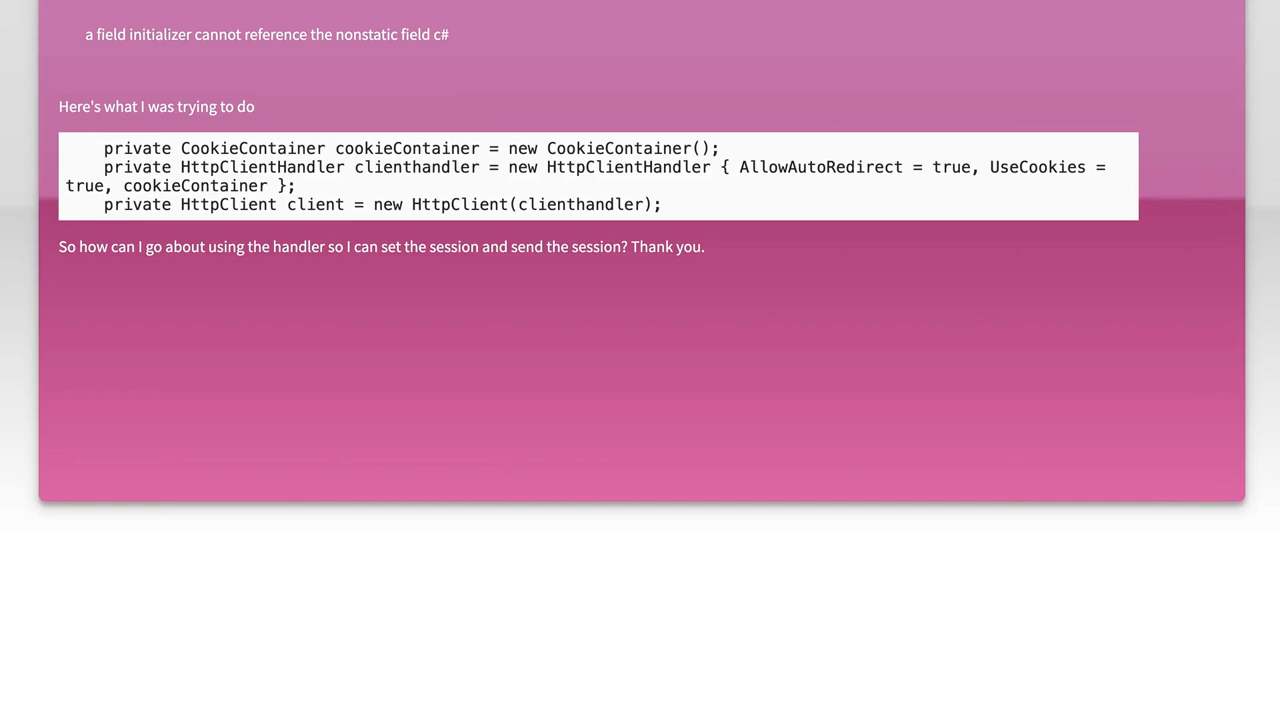 a field initializer cannot reference the nonstatic field c#
Here's what I was trying to do
private CookieContainer cookieContainer = new CookieContainer();
private HttpClientHandler clienthandler = new HttpClientHandler { AllowAutoRedirect = true, UseCookies =
true, cookieContainer };
private HttpClient client = new HttpClient(clienthandler);
So how can I go about using the handler so I can set the session and send the session? Thank you.